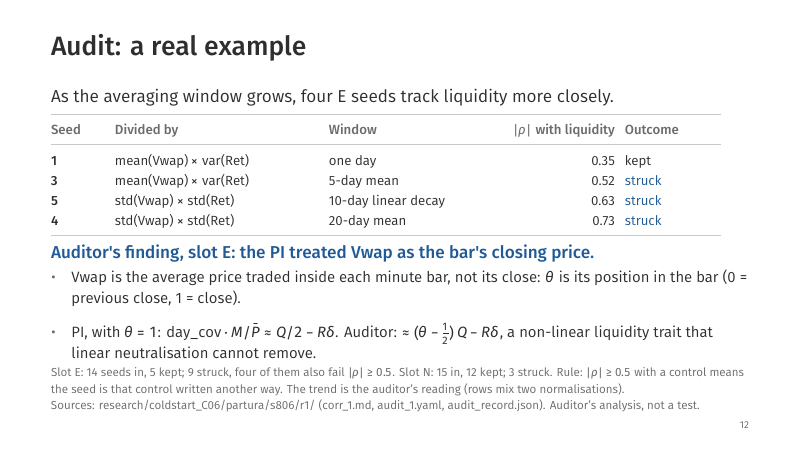 Audit: a real example
As the averaging window grows, four E seeds track liquidity more closely.
Seed Divided by Window |ρ| with liquidity Outcome
1 mean(Vwap) × var(Ret) one day 0.35 kept
3 mean(Vwap) × var(Ret) 5-day mean 0.52 struck
5 std(Vwap) × std(Ret) 10-day linear decay 0.63 struck
4 std(Vwap) × std(Ret) 20-day mean 0.73 struck
Auditor's finding, slot E: the PI treated Vwap as the bar's closing price.
• Vwap is the average price traded inside each minute bar, not its close: θ is its position in the bar (0 =
previous close, 1 = close).
• PI, with θ = 1: day_cov · M/P̄ ≈ Q/2 − Rδ. Auditor: ≈ (θ − 1/2) Q − Rδ, a non-linear liquidity trait that
linear neutralisation cannot remove.
Slot E: 14 seeds in, 5 kept; 9 struck, four of them also fail |ρ| ≥ 0.5. Slot N: 15 in, 12 kept; 3 struck. Rule: |ρ| ≥ 0.5 with a control means
the seed is that control written another way. The trend is the auditor’s reading (rows mix two normalisations).
Sources: research/coldstart_C06/partura/s806/r1/ (corr_1.md, audit_1.yaml, audit_record.json). Auditor’s analysis, not a test.
12